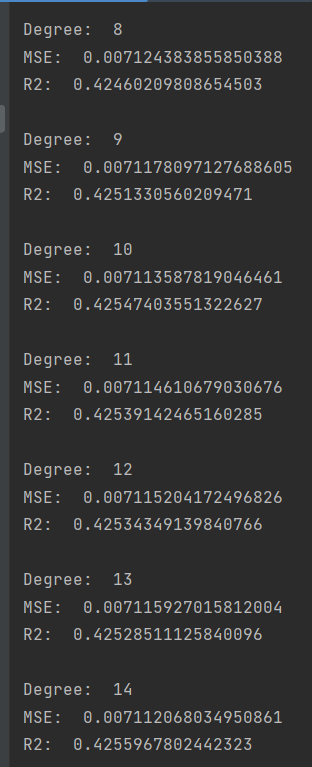 Degree:  8
MSE:  0.007124383855850388
R2:  0.42460209808654503
Degree:  9
MSE:  0.0071178097127688605
R2:  0.4251330560209471
Degree:  10
MSE:  0.007113587819046461
R2:  0.42547403551322627
Degree:  11
MSE:  0.007114610679030676
R2:  0.42539142465160285
Degree:  12
MSE:  0.007115204172496826
R2:  0.42534349139840766
Degree:  13
MSE:  0.007115927015812004
R2:  0.42528511125840096
Degree:  14
MSE:  0.007112068034950861
R2:  0.4255967802442323